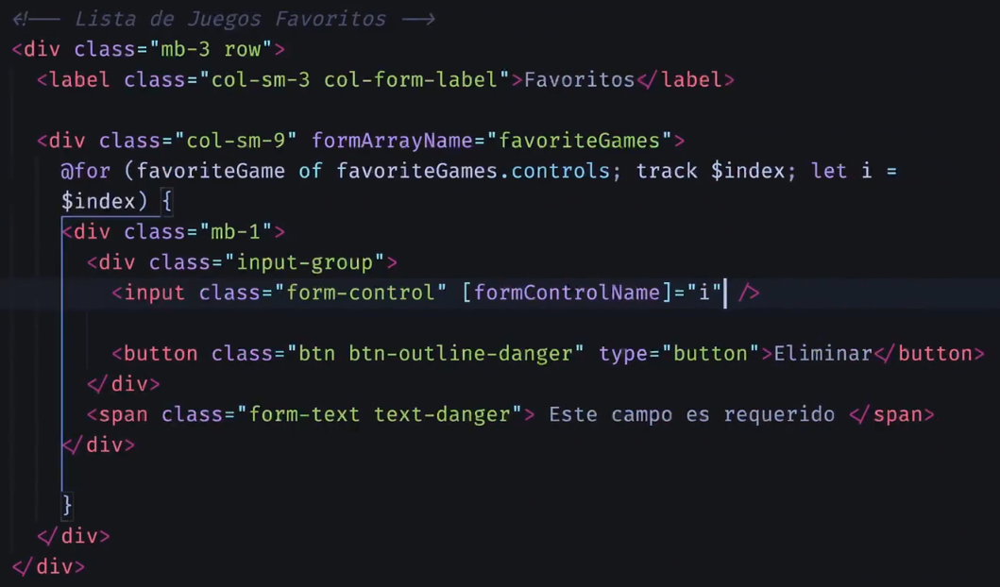 <!-- Lista de Juegos Favoritos -->
<div class="mb-3 row">
<label class="col-sm-3 col-form-label">Favoritos</label>
<div class="col-sm-9" formArrayName="favoriteGames">
@for (favoriteGame of favoriteGames.controls; track $index; let i =
$index) {
<div class="mb-1">
<div class="input-group">
<input class="form-control" [formControlName]="i" />
<button class="btn btn-outline-danger" type="button">Eliminar</button>
</div>
<span class="form-text text-danger"> Este campo es requerido </span>
</div>
}
</div>
</div>